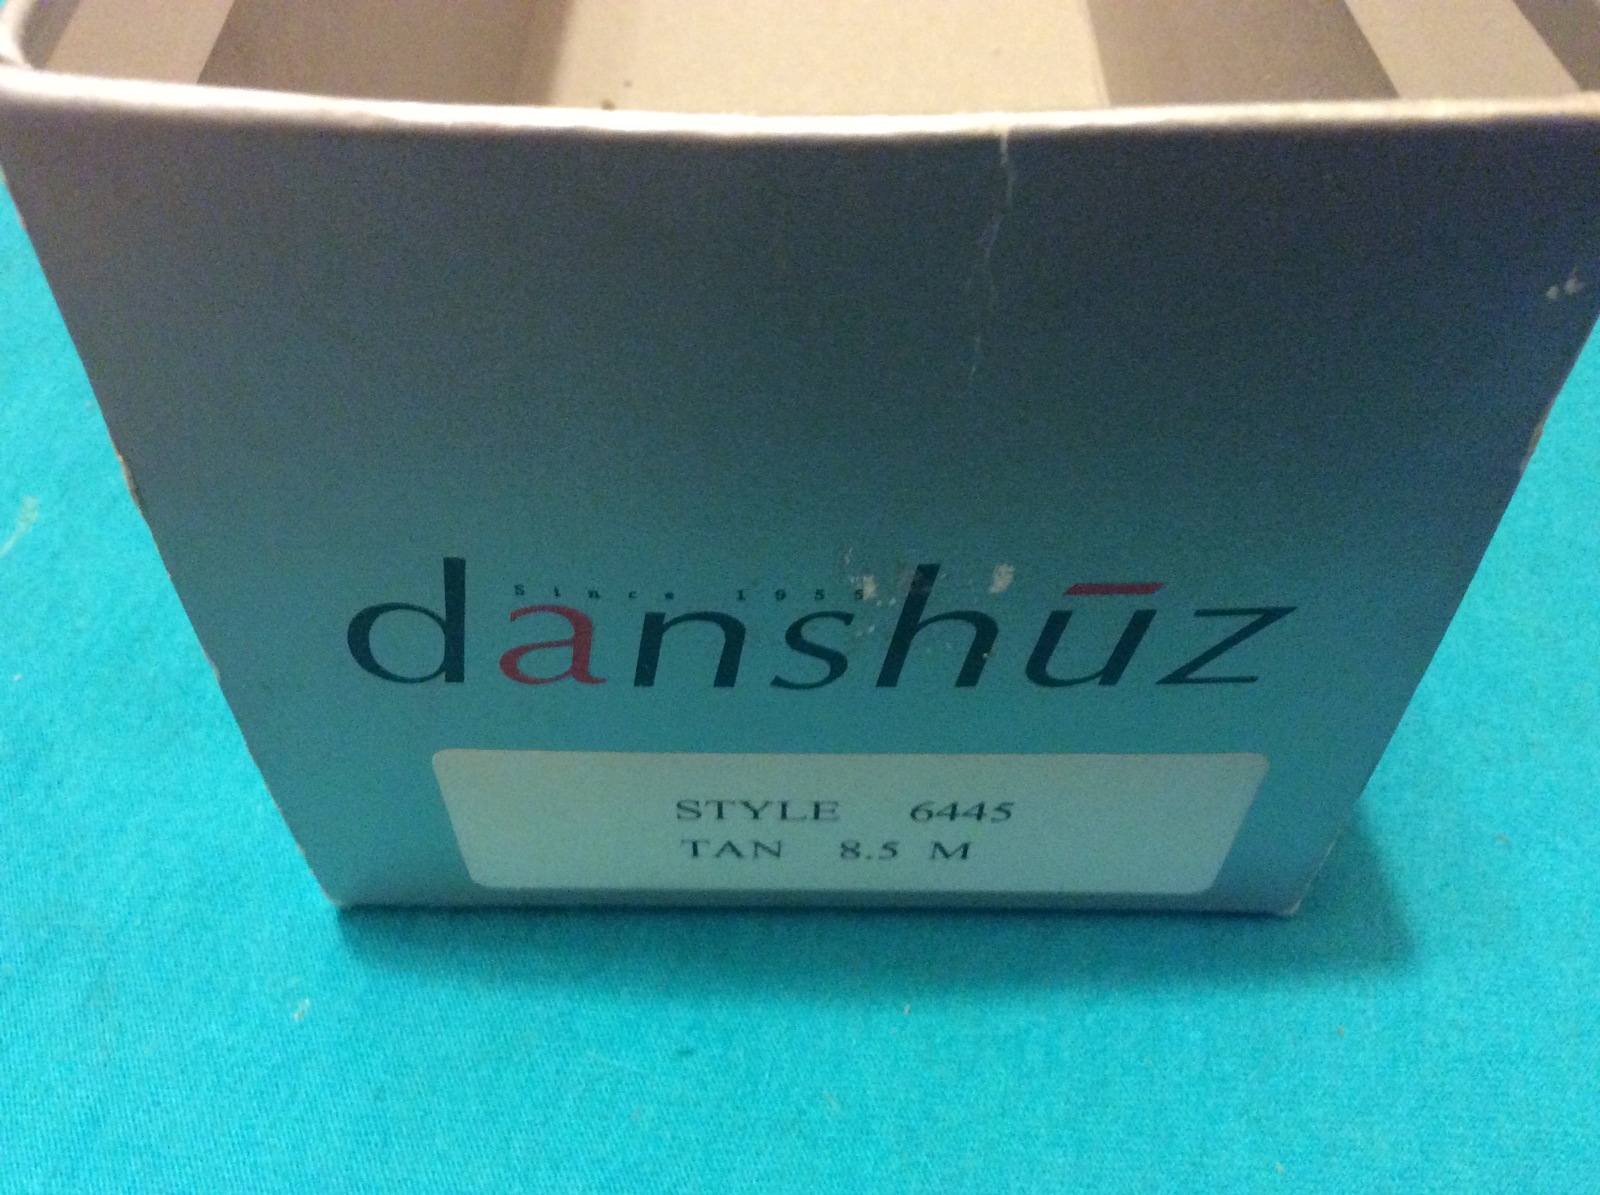 Since 1955
danshūz
STYLE 6445
TAN 8.5 M